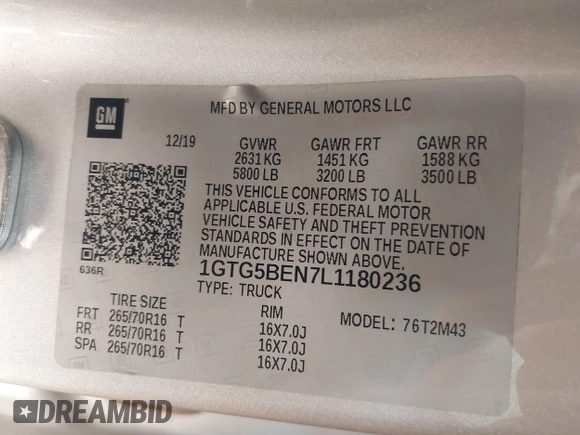 GM
MFD BY GENERAL MOTORS LLC
12/19 GVWR GAWR FRT GAWR RR
2631 KG 1451 KG 1588 KG
5800 LB 3200 LB 3500 LB
THIS VEHICLE CONFORMS TO ALL
APPLICABLE U.S. FEDERAL MOTOR
VEHICLE SAFETY AND THEFT PREVENTION
STANDARDS IN EFFECT ON THE DATE OF
MANUFACTURE SHOWN ABOVE.
636R
1GTG5BEN7L1180236
TYPE: TRUCK
TIRE SIZE RIM MODEL: 76T2M43
FRT 265/70R16 T 16X7.0J
RR 265/70R16 T 16X7.0J
SPA 265/70R16 T 16X7.0J
DREAMBID